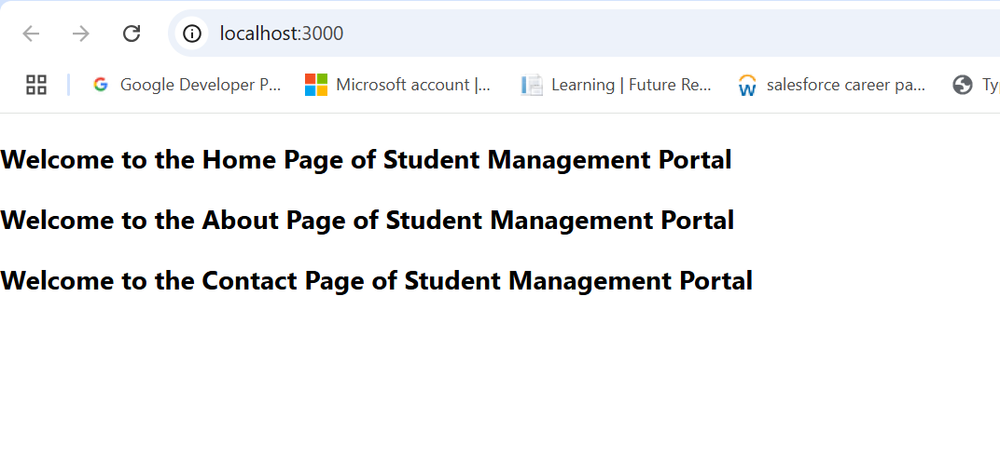 localhost:3000
Google Developer P... Microsoft account |... Learning | Future Re... salesforce career pa... Ty
Welcome to the Home Page of Student Management Portal
Welcome to the About Page of Student Management Portal
Welcome to the Contact Page of Student Management Portal